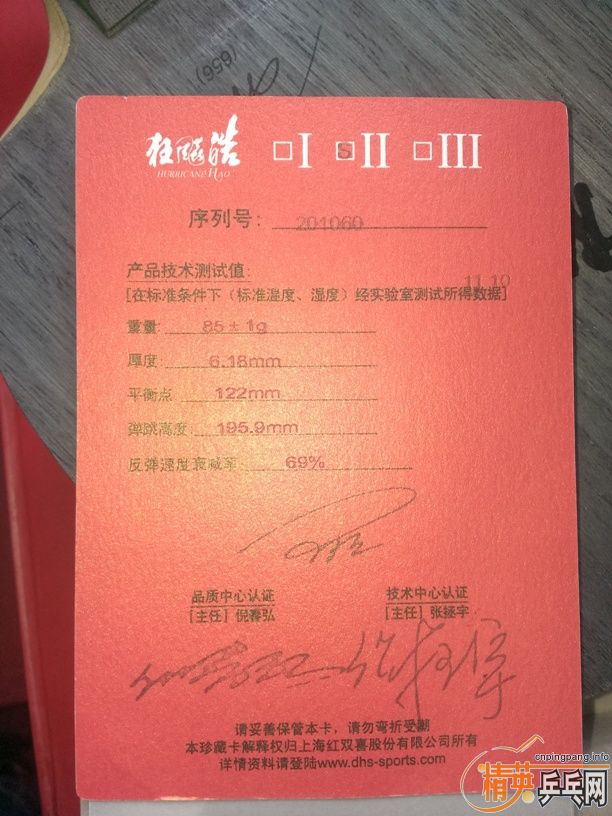 (656)
狂飚皓 □I □S II □III
HURRICANE HAO
序列号: 201060
产品技术测试值: 11.10
[在标准条件下（标准温度、湿度）经实验室测试所得数据]
重量: 85±1g
厚度: 6.18mm
平衡点: 122mm
弹跳高度: 195.9mm
反弹速度衰减率: 69%
品质中心认证 技术中心认证
[主任] 倪春弘 [主任] 张拯宇
请妥善保管本卡，请勿弯折受潮
本珍藏卡解释权归上海红双喜股份有限公司所有
详情资料请登陆www.dhs-sports.com
cnpingpang.info
精英乒乓网